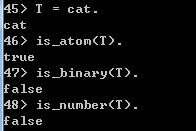 45> T = cat.
cat
46> is_atom(T).
true
47> is_binary(T).
false
48> is_number(T).
false